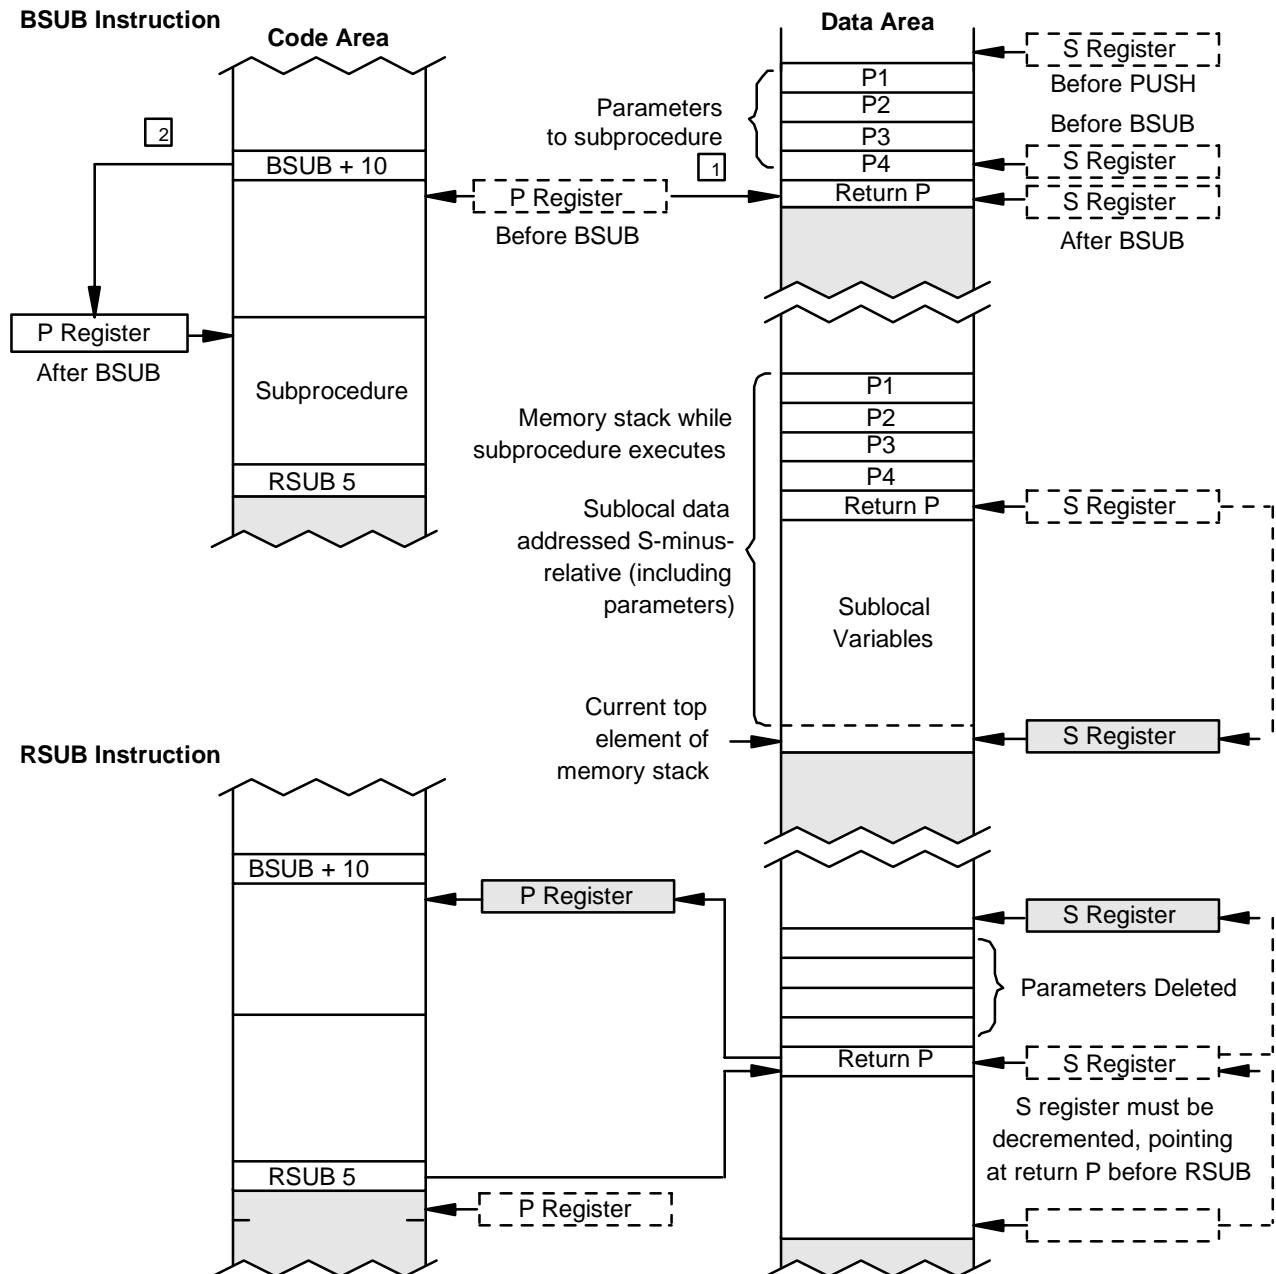 BSUB Instruction
Code Area
Data Area
S Register
Before PUSH
P1
P2
P3
P4
Parameters
to subprocedure
Before BSUB
S Register
2
BSUB + 10
1
P Register
Before BSUB
Return P
S Register
After BSUB
P Register
After BSUB
Subprocedure
RSUB 5
Memory stack while
subprocedure executes
P1
P2
P3
P4
Return P
S Register
Sublocal data
addressed S-minus-
relative (including
parameters)
Sublocal
Variables
Current top
element of
memory stack
S Register
RSUB Instruction
BSUB + 10
P Register
S Register
Parameters Deleted
Return P
S Register
S register must be
decremented, pointing
at return P before RSUB
RSUB 5
P Register